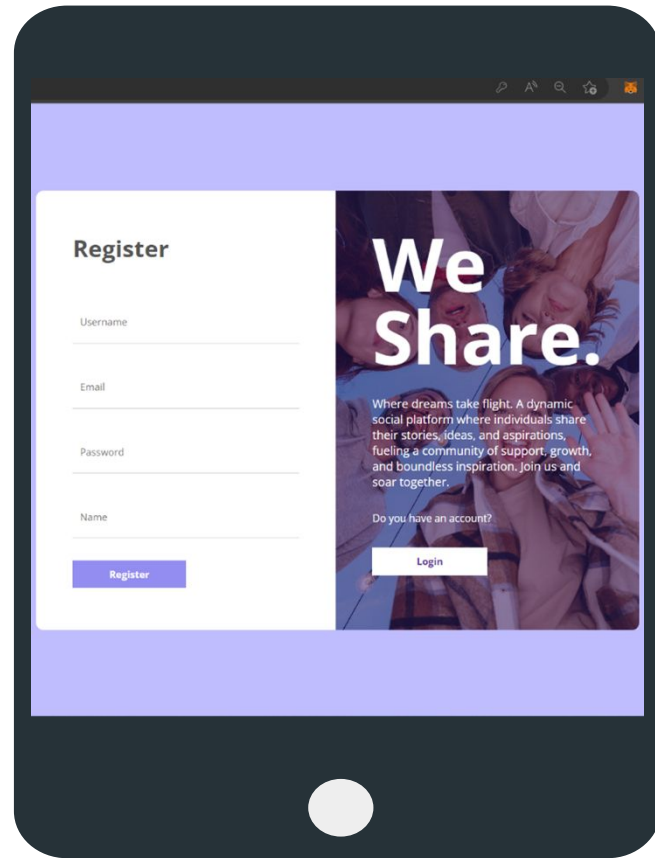 Register
Username
Email
Password
Name
Register
We
Share.
Where dreams take flight. A dynamic
social platform where individuals share
their stories, ideas, and aspirations,
fueling a community of support, growth,
and boundless inspiration. Join us and
soar together.
Do you have an account?
Login